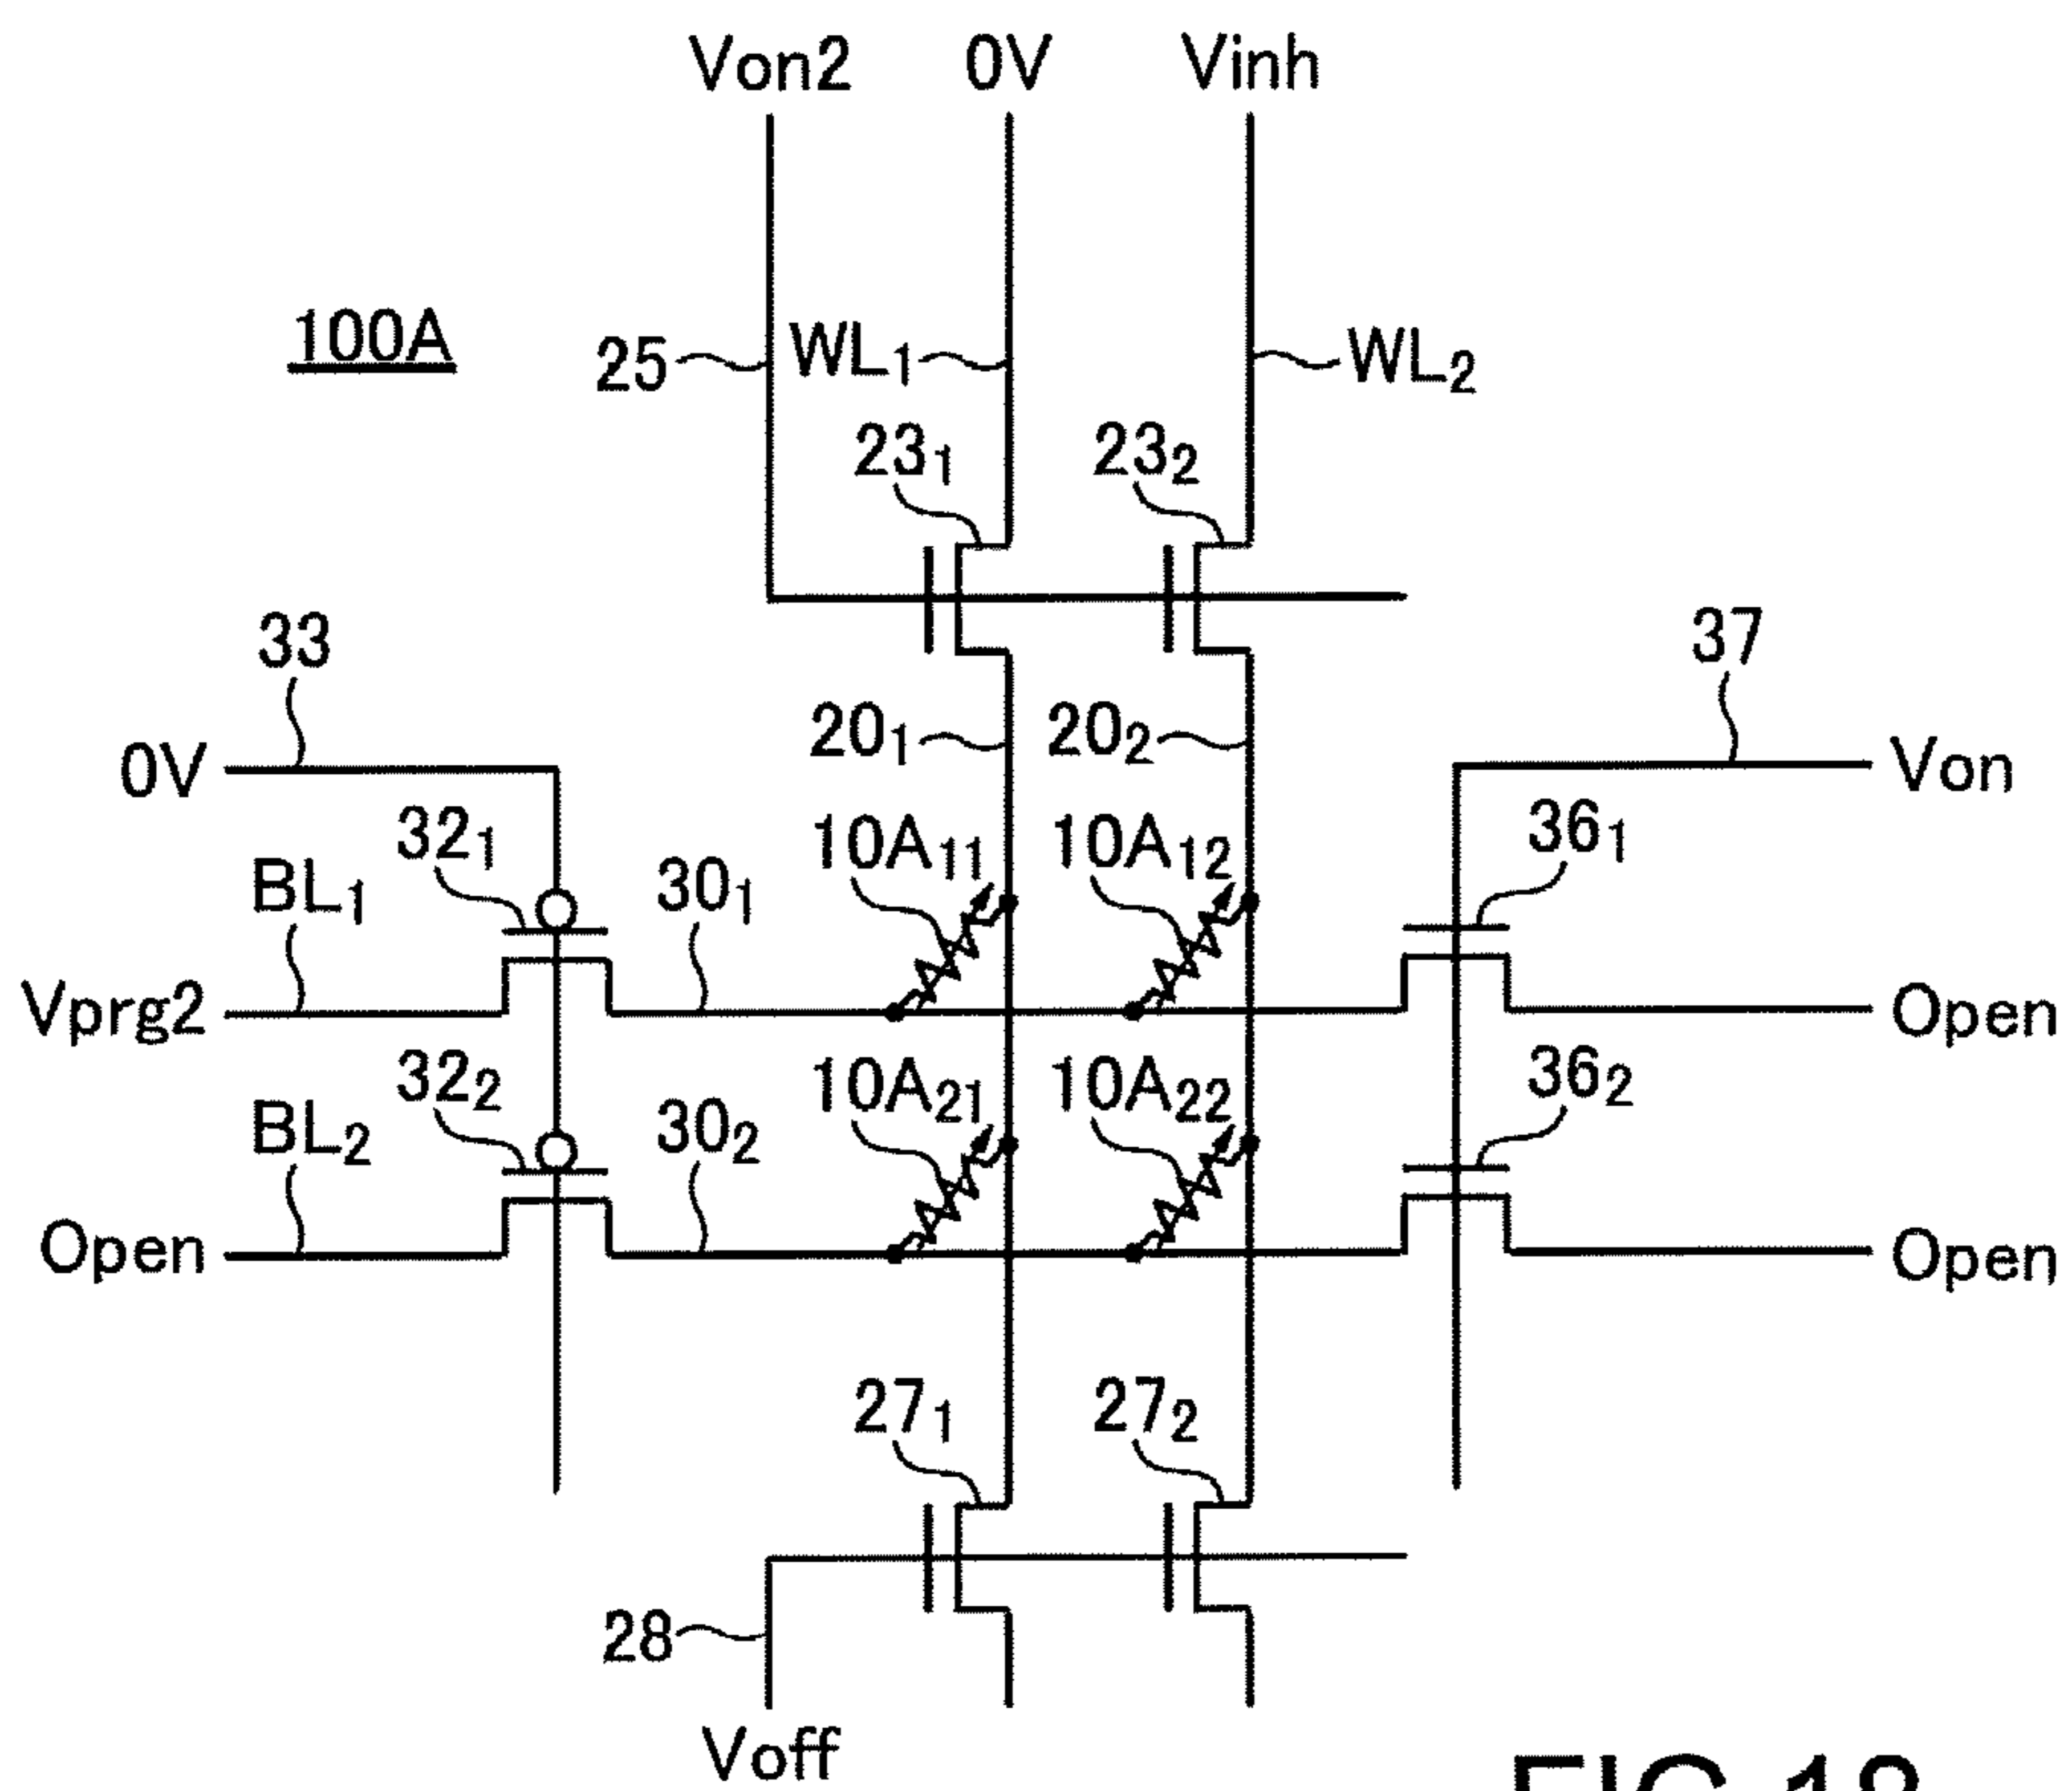 Von2 0V Vinh
100A
25 WL1 WL2
231 232
33 37
201 202
0V Von
321 10A11 10A12 361
BL1 301
Vprg2 Open
322 10A21 10A22 362
BL2 302
Open Open
271 272
28
Voff